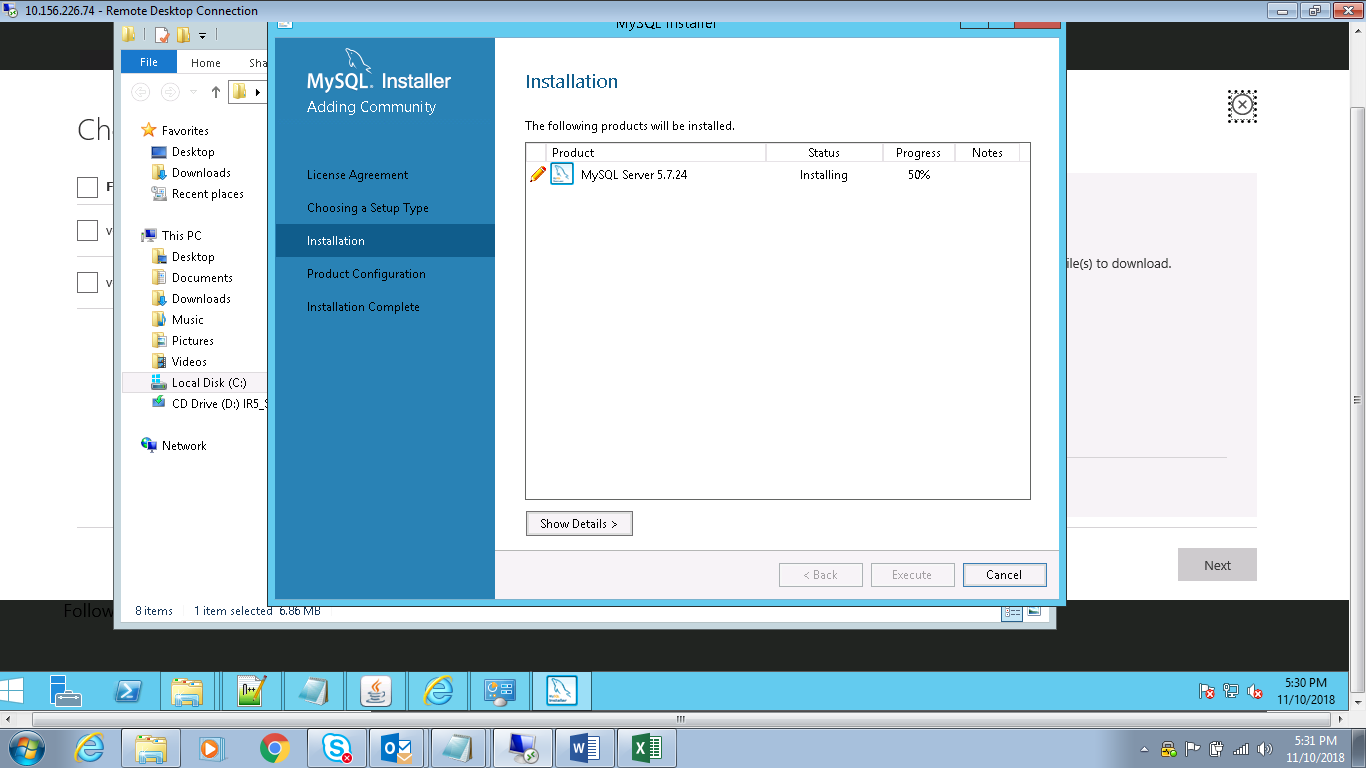 10.156.226.74 - Remote Desktop Connection
MySQL Installer
File Home Sha
MySQL. Installer
Adding Community
License Agreement
Choosing a Setup Type
Installation
Product Configuration
Installation Complete
Favorites
Desktop
Downloads
Recent places
This PC
Desktop
Documents
Downloads
Music
Pictures
Videos
Local Disk (C:)
CD Drive (D:) IR5_S
Network
8 items 1 item selected 6.86 MB
Installation
The following products will be installed.
Product Status Progress Notes
MySQL Server 5.7.24 Installing 50%
Show Details >
< Back Execute Cancel
Ch
F
v
v
ile(s) to download.
Next
Follow
5:30 PM
11/10/2018
5:31 PM
11/10/2018